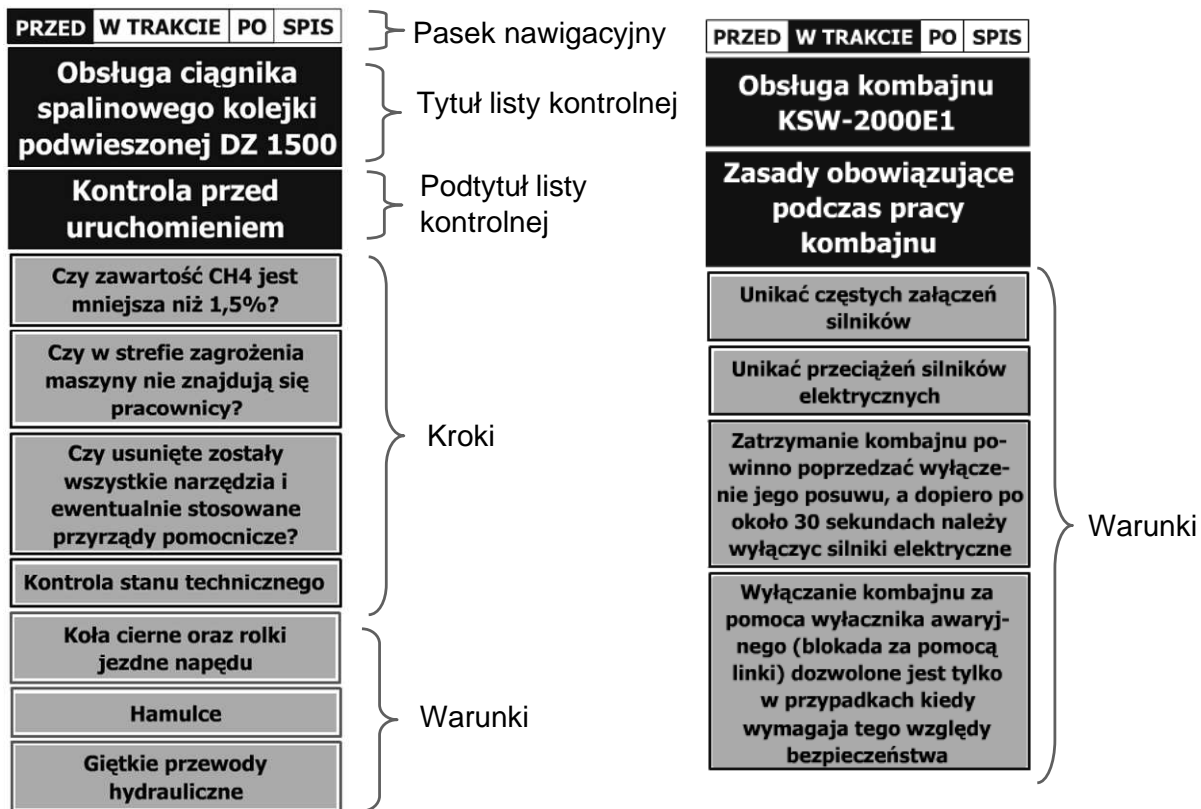 PRZED W TRAKCIE PO SPIS
Pasek nawigacyjny
Obsługa ciągnika
spalinowego kolejki
podwieszonej DZ 1500
Tytuł listy kontrolnej
Kontrola przed
uruchomieniem
Podtytuł listy
kontrolnej
Czy zawartość CH4 jest
mniejsza niż 1,5%?
Czy w strefie zagrożenia
maszyny nie znajdują się
pracownicy?
Czy usunięte zostały
wszystkie narzędzia i
ewentualnie stosowane
przyrządy pomocnicze?
Kontrola stanu technicznego
Kroki
Koła cierne oraz rolki
jezdne napędu
Hamulce
Giętkie przewody
hydrauliczne
Warunki
PRZED W TRAKCIE PO SPIS
Obsługa kombajnu
KSW-2000E1
Zasady obowiązujące
podczas pracy
kombajnu
Unikać częstych załączeń
silników
Unikać przeciążeń silników
elektrycznych
Zatrzymanie kombajnu po-
winno poprzedzać wyłącze-
nie jego posuwu, a dopiero po
około 30 sekundach należy
wyłączyc silniki elektryczne
Wyłączanie kombajnu za
pomoca wyłacznika awaryj-
nego (blokada za pomocą
linki) dozwolone jest tylko
w przypadkach kiedy
wymagaja tego względy
bezpieczeństwa
Warunki